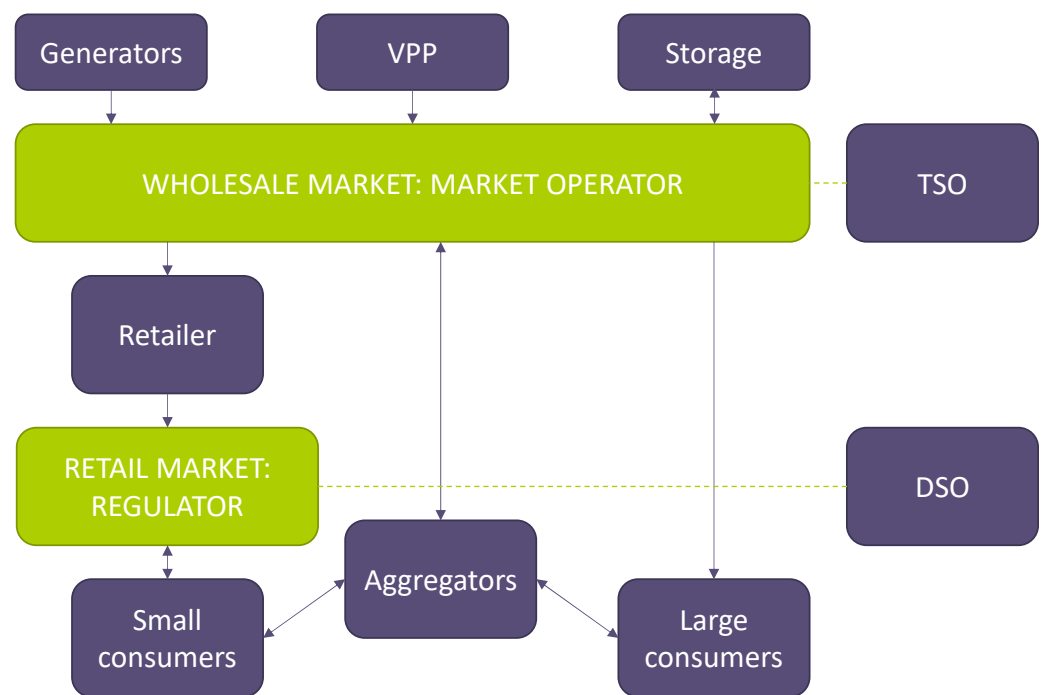 Generators
VPP
Storage
WHOLESALE MARKET: MARKET OPERATOR
TSO
Retailer
RETAIL MARKET:
REGULATOR
DSO
Aggregators
Small
consumers
Large
consumers